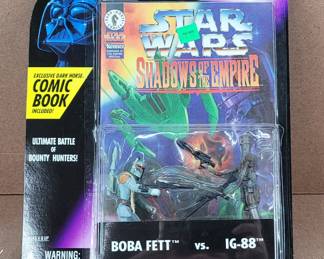 STAR
WARS
SHADOWS OF THE
EMPIRE
EXCLUSIVE DARK HORSE
COMIC
BOOK
INCLUDED!
ULTIMATE BATTLE
OF
BOUNTY HUNTERS!
BOBA FETT™ vs. IG-88™
WARNING: